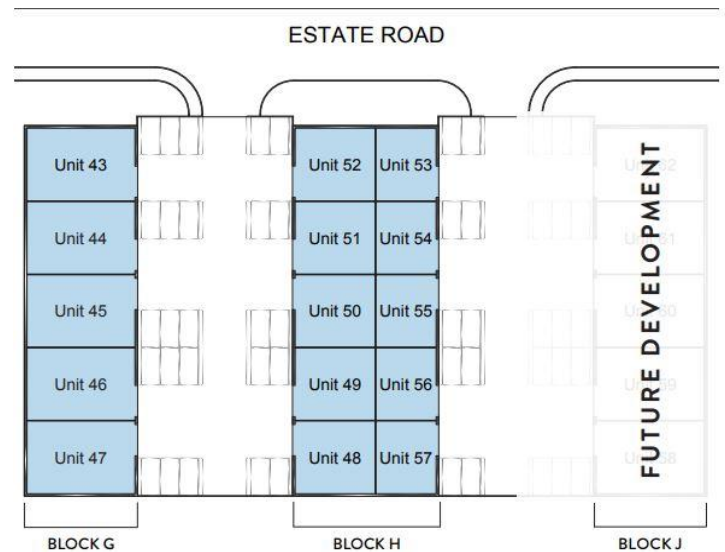 ESTATE ROAD
Unit 43
Unit 44
Unit 45
Unit 46
Unit 47
BLOCK G
Unit 52 Unit 53
Unit 51 Unit 54
Unit 50 Unit 55
Unit 49 Unit 56
Unit 48 Unit 57
BLOCK H
FUTURE DEVELOPMENT
BLOCK J